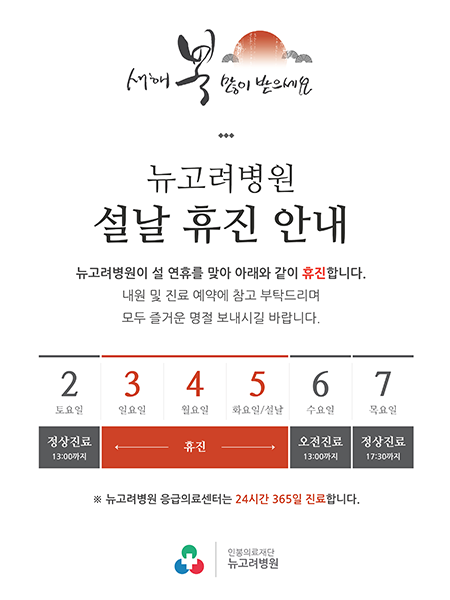 새해 복 많이 받으세요
뉴고려병원
설날 휴진 안내
뉴고려병원이 설 연휴를 맞아 아래와 같이 휴진합니다.
내원 및 진료 예약에 참고 부탁드리며
모두 즐거운 명절 보내시길 바랍니다.
2 3 4 5 6 7
토요일 일요일 월요일 화요일/설날 수요일 목요일
정상진료 휴진 오전진료 정상진료
13:00까지 13:00까지 17:30까지
※ 뉴고려병원 응급의료센터는 24시간 365일 진료합니다.
인봉의료재단
뉴고려병원